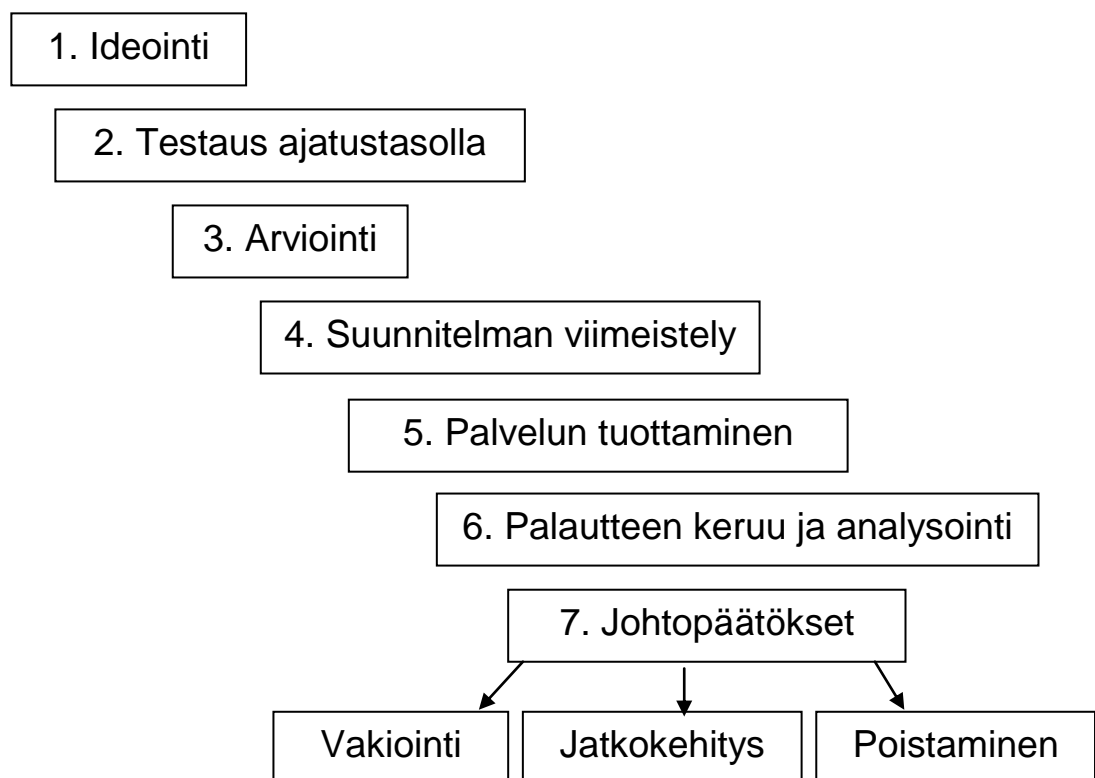 1. Ideointi
2. Testaus ajatustasolla
3. Arviointi
4. Suunnitelman viimeistely
5. Palvelun tuottaminen
6. Palautteen keruu ja analysointi
7. Johtopäätökset
Vakiointi
Jatkokehitys
Poistaminen